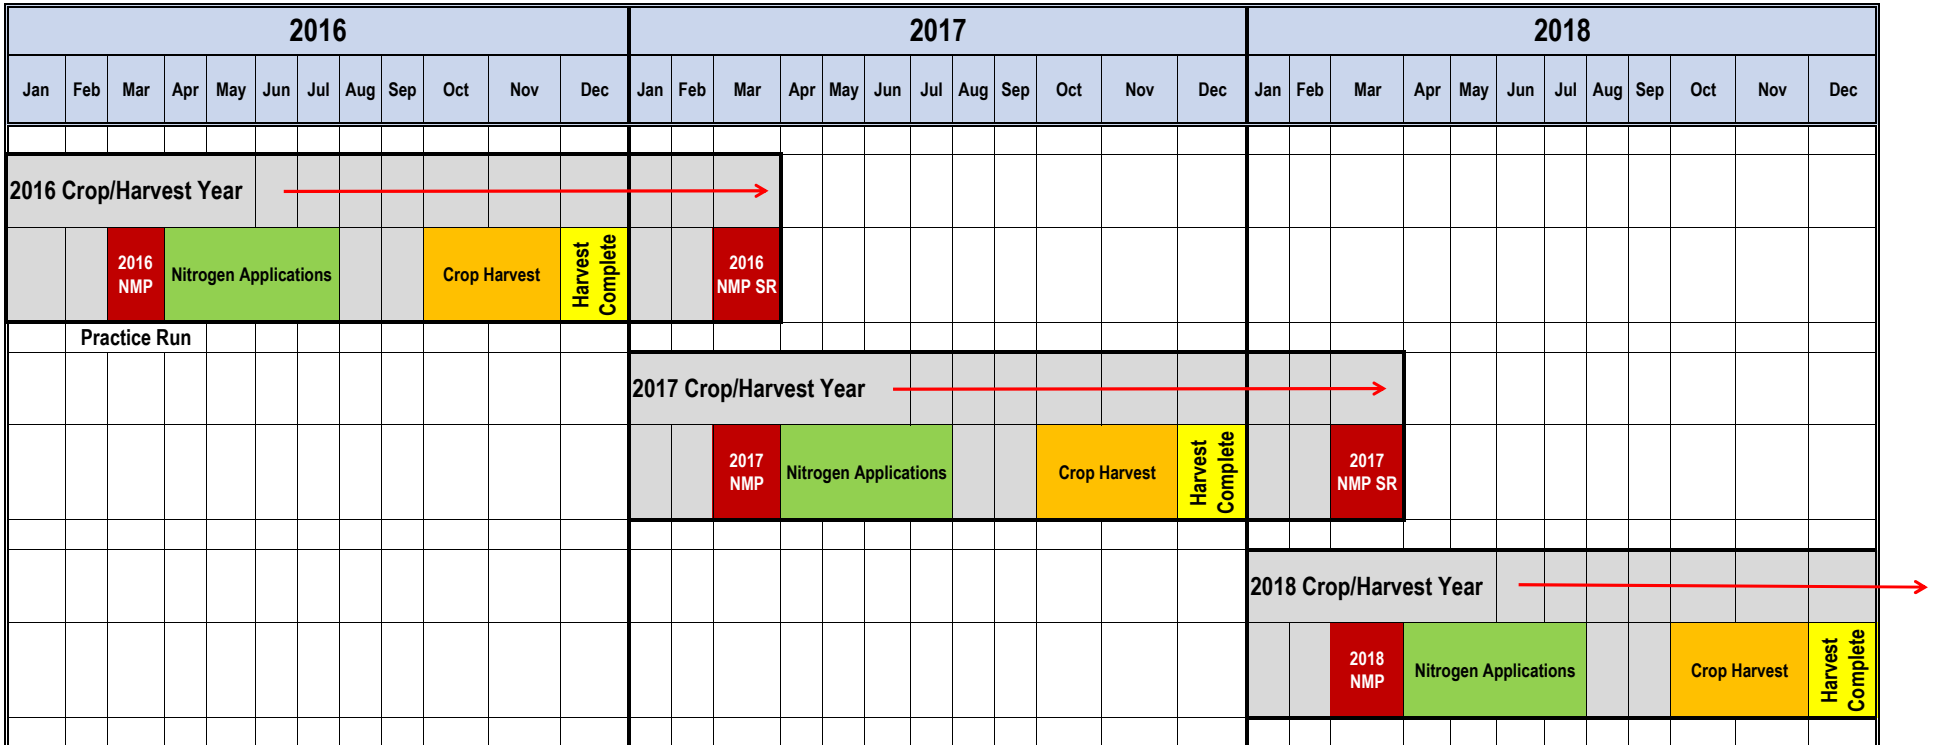 2016 2017 2018
Jan Feb Mar Apr May Jun Jul Aug Sep Oct Nov Dec Jan Feb Mar Apr May Jun Jul Aug Sep Oct Nov Dec Jan Feb Mar Apr May Jun Jul Aug Sep Oct Nov Dec
2016 Crop/Harvest Year
2016
NMP
Nitrogen Applications
Crop Harvest
Harvest
Complete
2016
NMP SR
Practice Run
2017 Crop/Harvest Year
2017
NMP
Nitrogen Applications
Crop Harvest
Harvest
Complete
2017
NMP SR
2018 Crop/Harvest Year
2018
NMP
Nitrogen Applications
Crop Harvest
Harvest
Complete